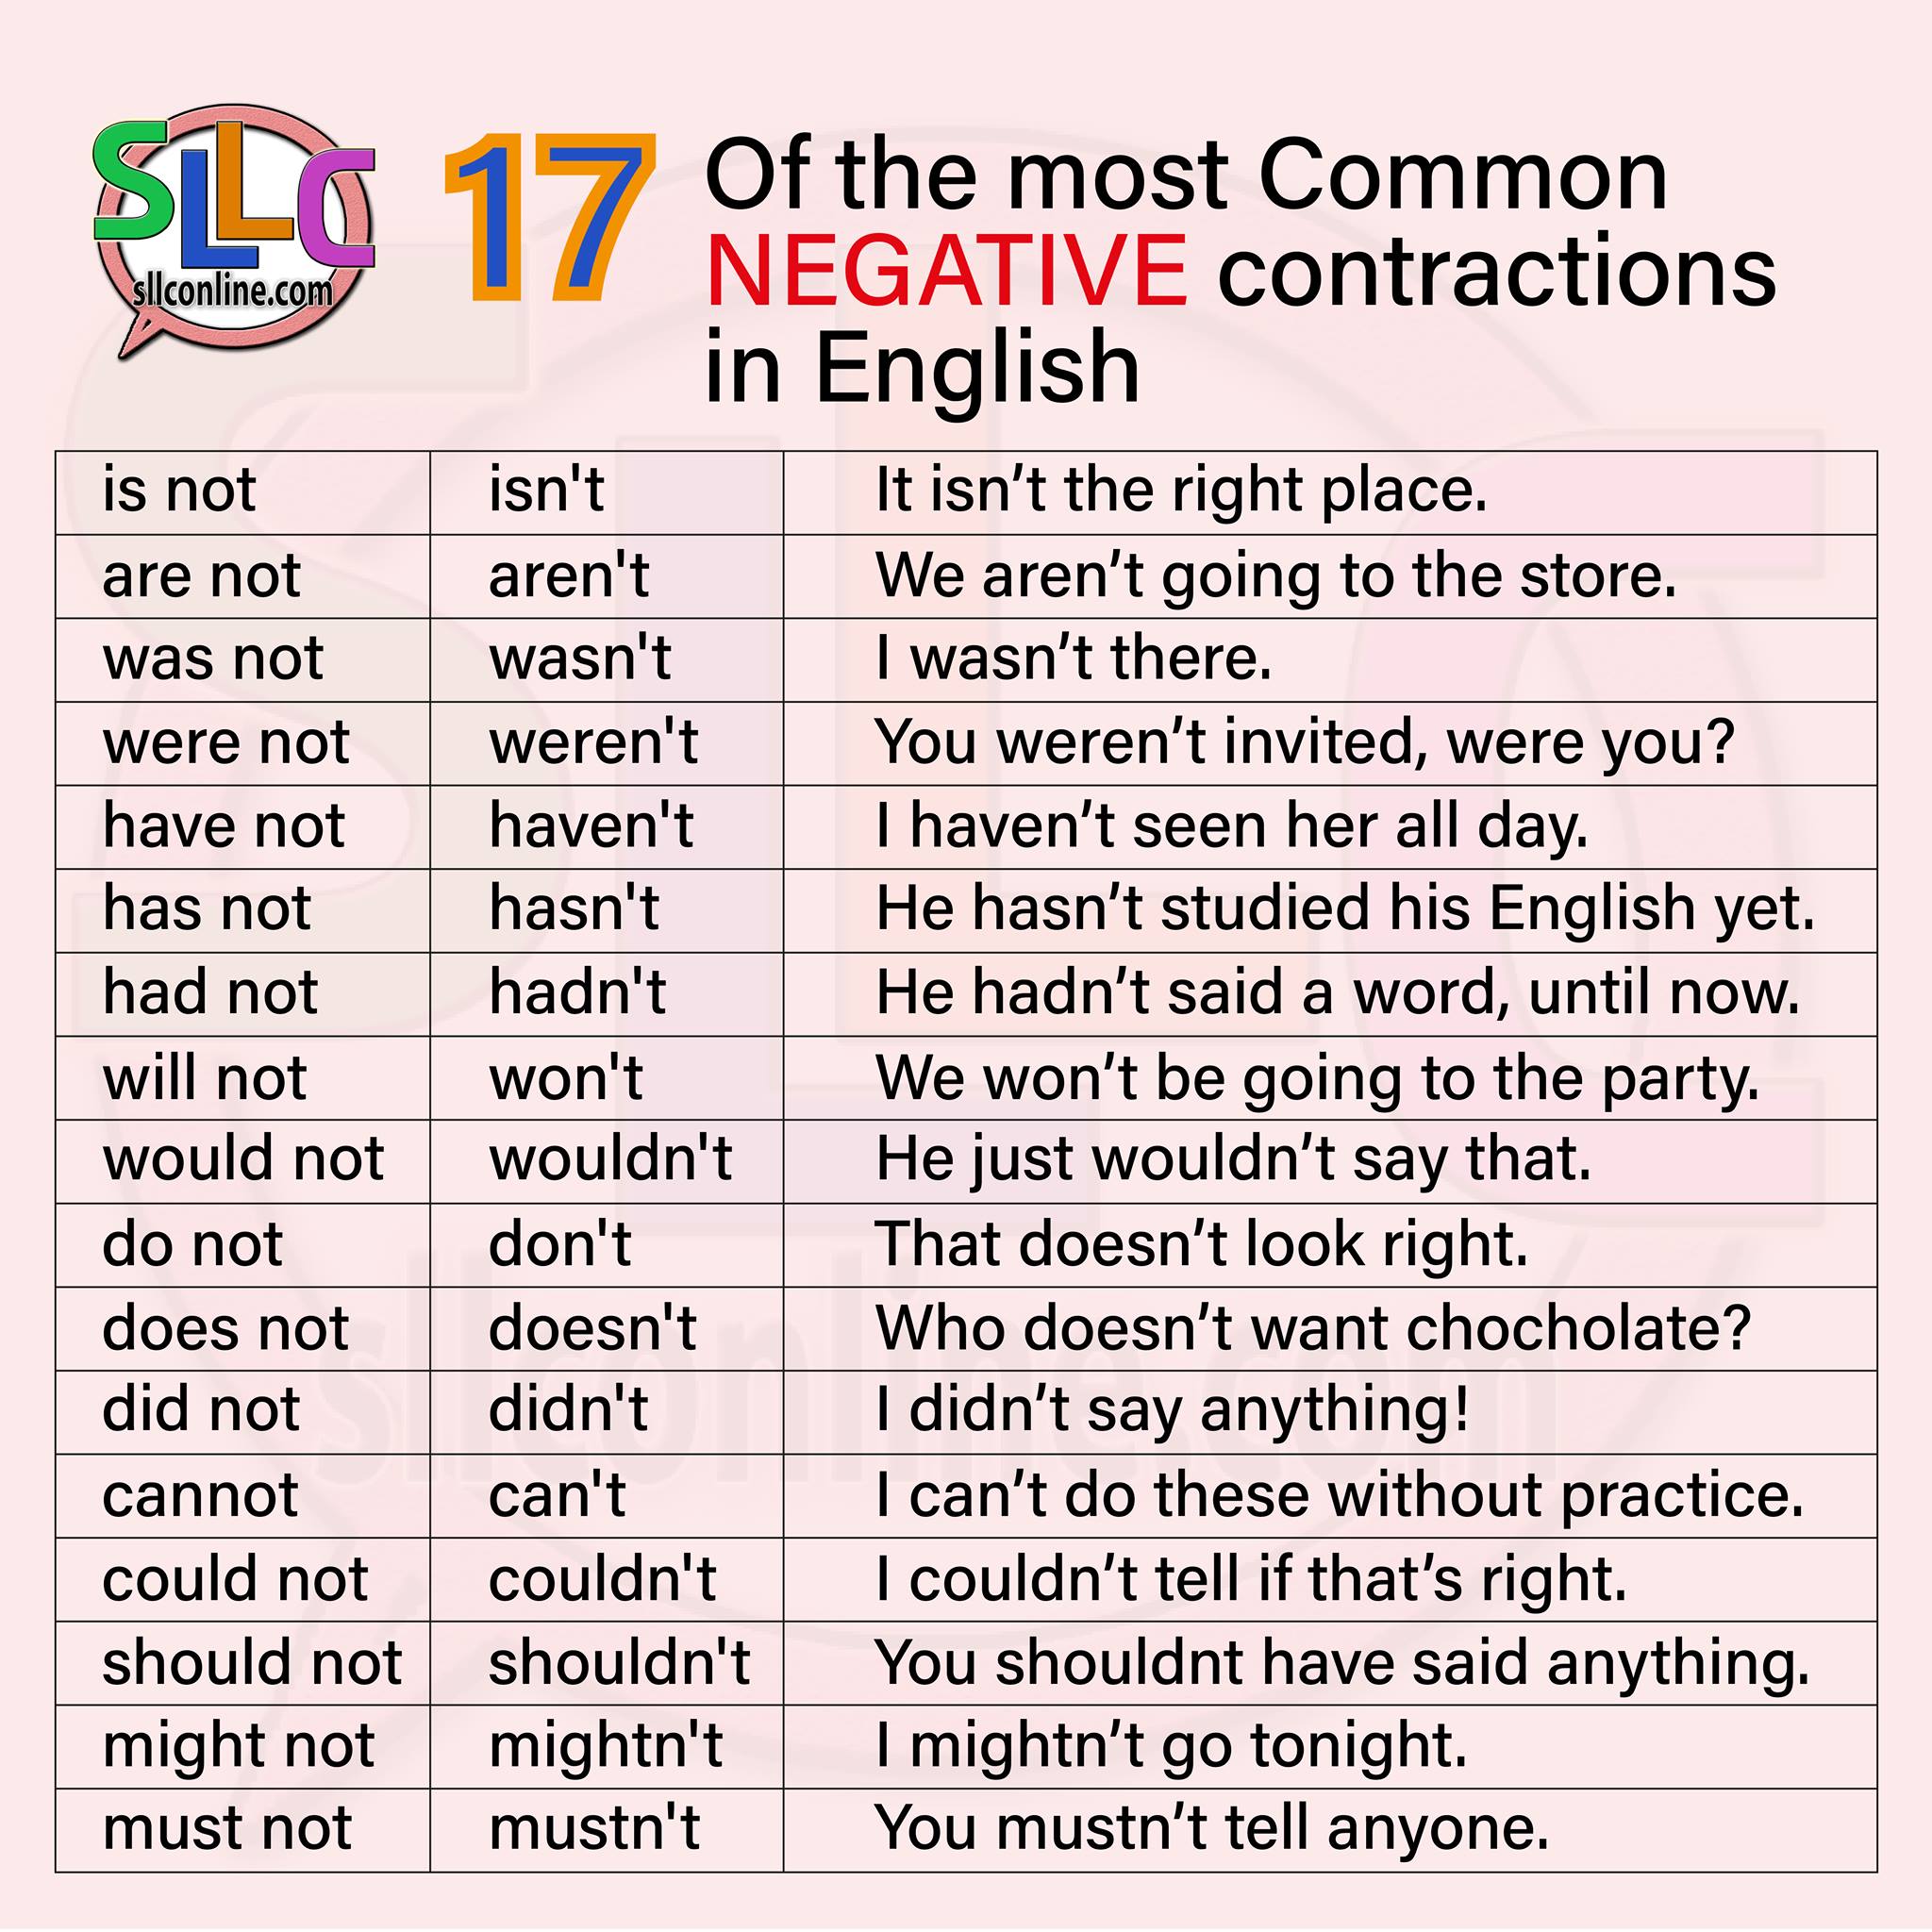 SLLC
sllconline.com
17
Of the most Common
NEGATIVE contractions
in English
is not isn't It isn’t the right place.
are not aren't We aren’t going to the store.
was not wasn't I wasn’t there.
were not weren't You weren’t invited, were you?
have not haven't I haven’t seen her all day.
has not hasn't He hasn’t studied his English yet.
had not hadn't He hadn’t said a word, until now.
will not won't We won’t be going to the party.
would not wouldn't He just wouldn’t say that.
do not don't That doesn’t look right.
does not doesn't Who doesn’t want chocholate?
did not didn't I didn’t say anything!
cannot can't I can’t do these without practice.
could not couldn't I couldn’t tell if that’s right.
should not shouldn't You shouldnt have said anything.
might not mightn't I mightn’t go tonight.
must not mustn't You mustn’t tell anyone.